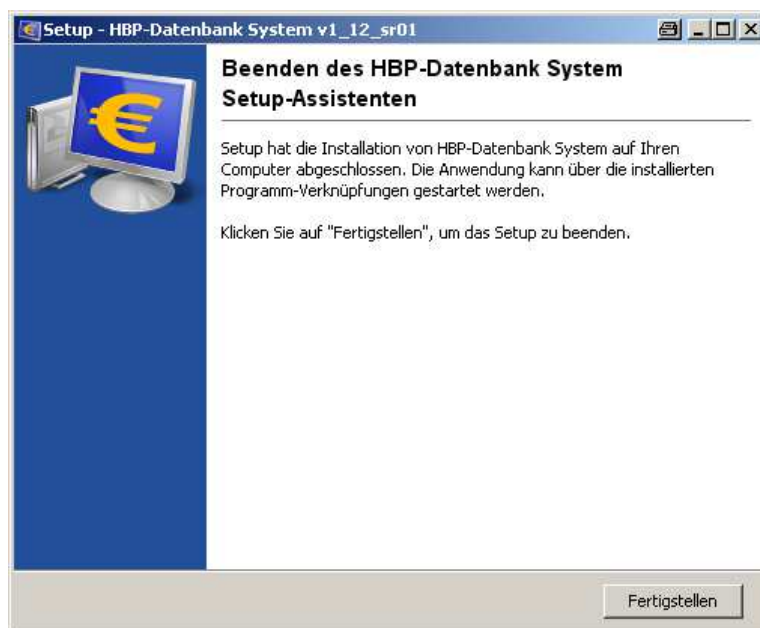 Setup - HBP-Datenbank System v1_12_sr01
Beenden des HBP-Datenbank System
Setup-Assistenten
Setup hat die Installation von HBP-Datenbank System auf Ihren
Computer abgeschlossen. Die Anwendung kann über die installierten
Programm-Verknüpfungen gestartet werden.
Klicken Sie auf "Fertigstellen", um das Setup zu beenden.
Fertigstellen